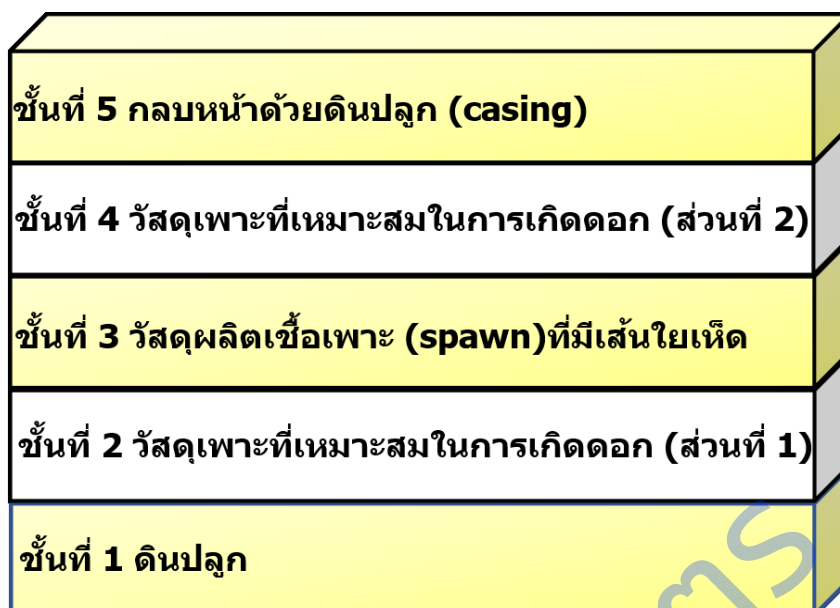 ชั้นที่ 5 กลบหน้าด้วยดินปลูก (casing)
ชั้นที่ 4 วัสดุเพาะที่เหมาะสมในการเกิดดอก (ส่วนที่ 2)
ชั้นที่ 3 วัสดุผลิตเชื้อเพาะ (spawn)ที่มีเส้นใยเห็ด
ชั้นที่ 2 วัสดุเพาะที่เหมาะสมในการเกิดดอก (ส่วนที่ 1)
ชั้นที่ 1 ดินปลูก